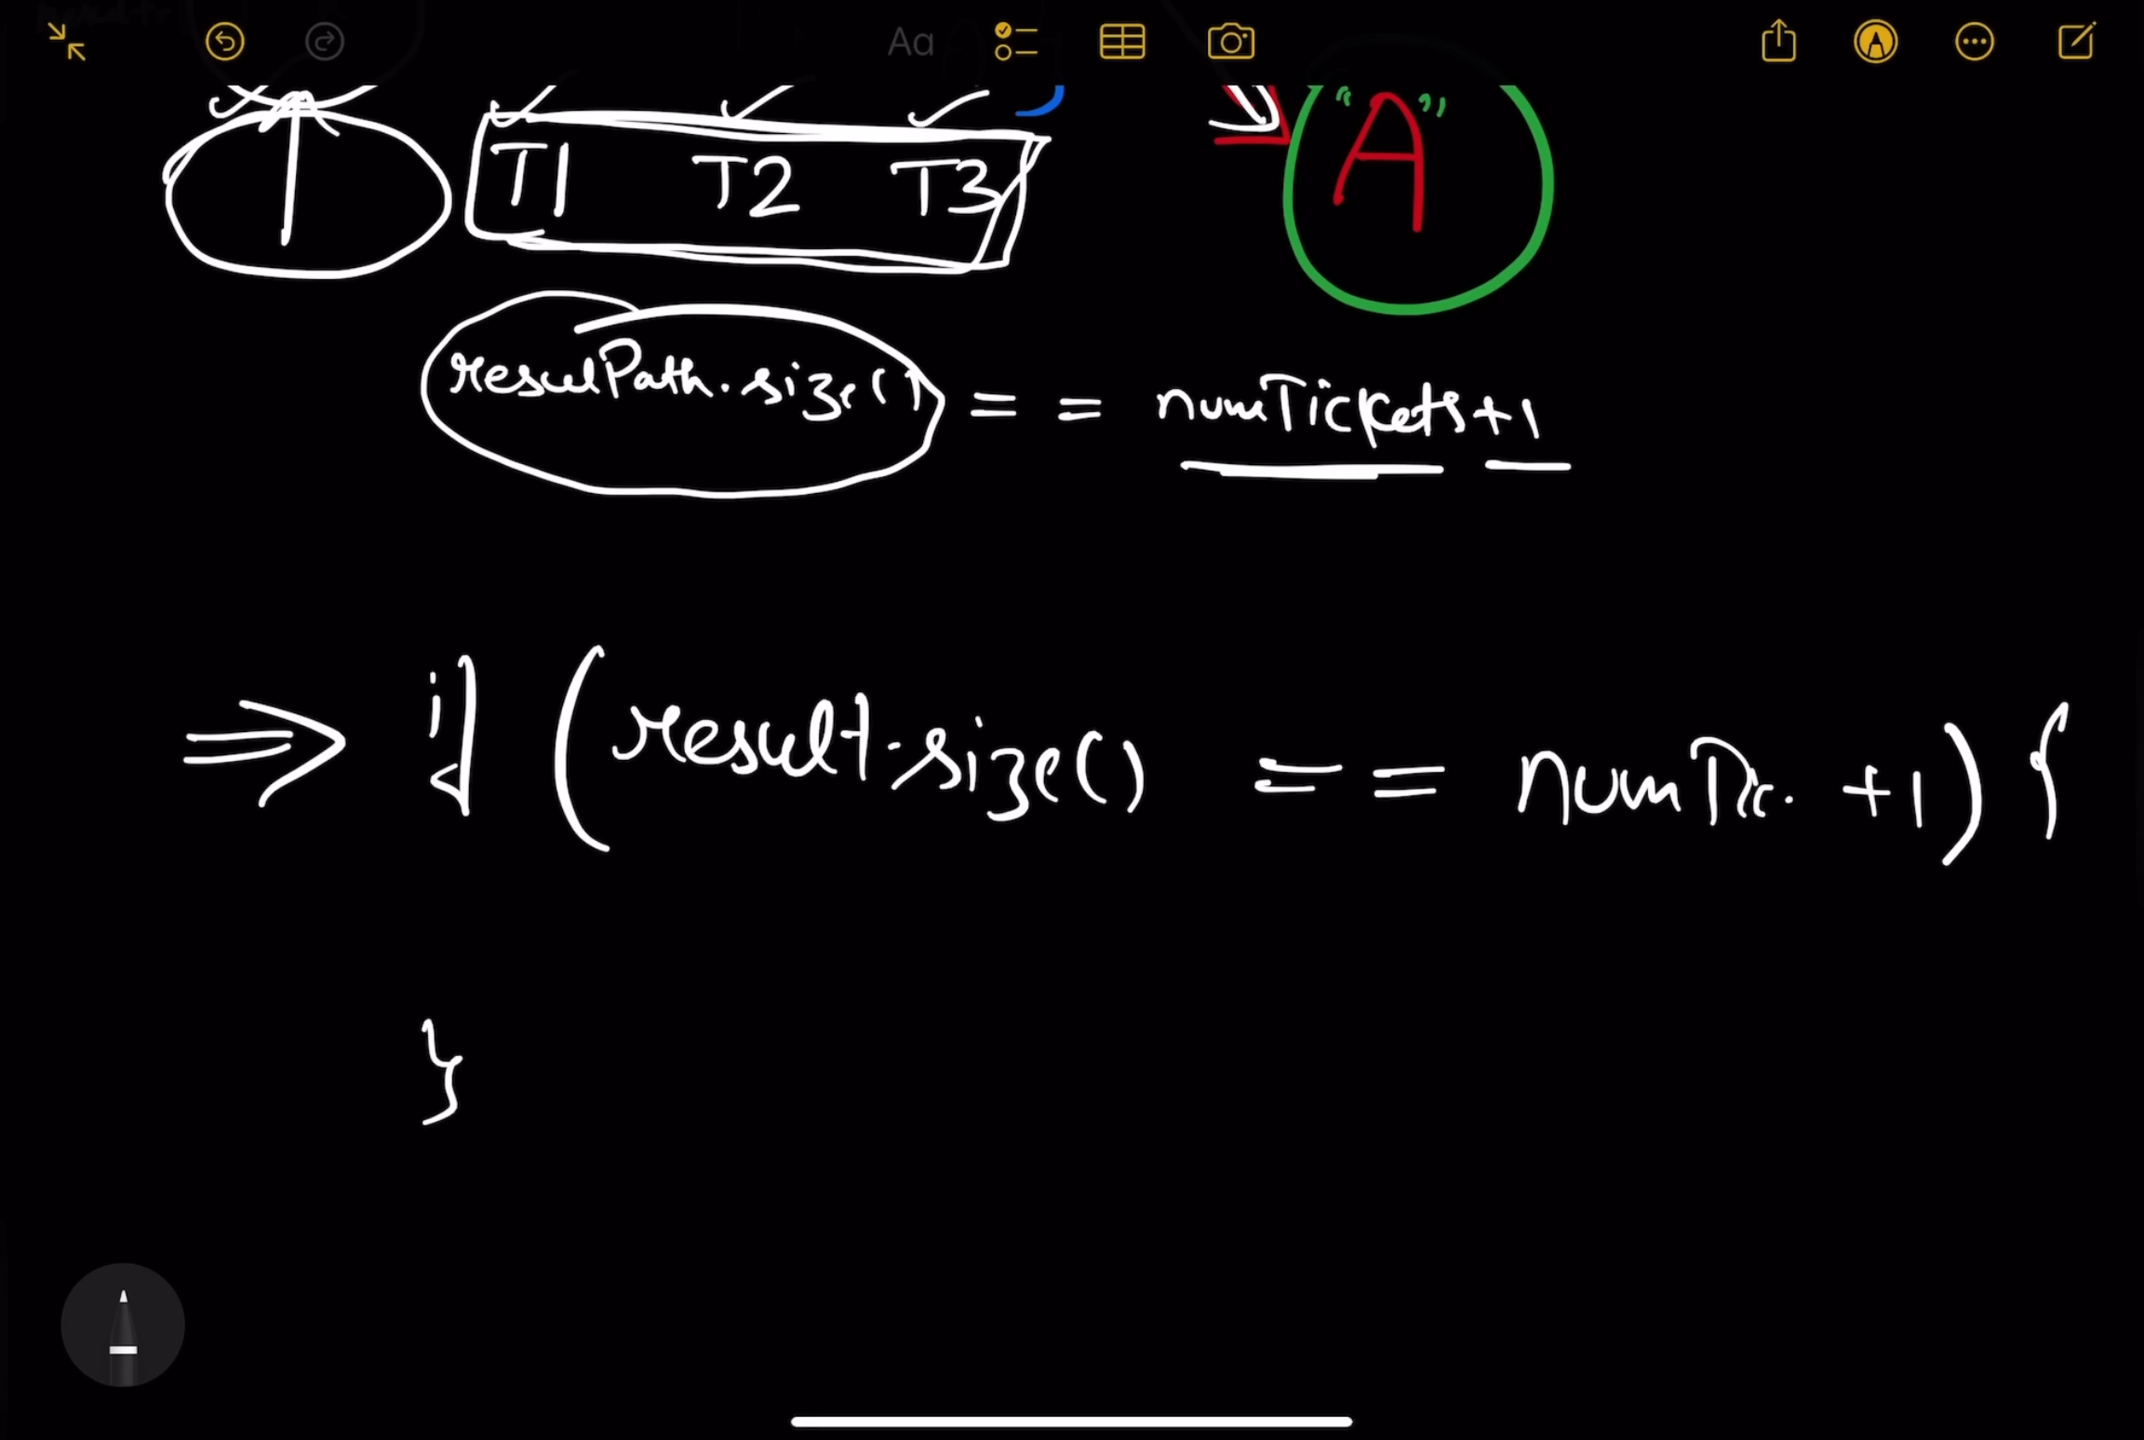 Aa
"A"
T1 T2 T3
resulPath.size() == numTickets+1
⇒ if (result.size() == numTic. +1) {
}